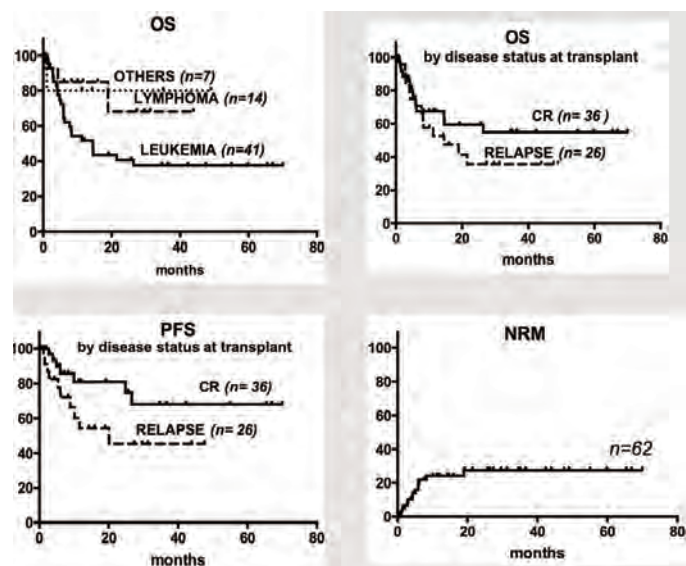 OS
100
80
60
40
20
0
OTHERS (n=7)
LYMPHOMA (n=14)
LEUKEMIA (n=41)
0 20 40 60 80
months
OS
by disease status at transplant
100
80
60
40
20
0
CR (n= 36)
RELAPSE (n= 26)
0 20 40 60 80
months
PFS
by disease status at transplant
100
80
60
40
20
0
CR (n= 36)
RELAPSE (n= 26)
0 20 40 60 80
months
NRM
100
80
60
40
20
0
n=62
0 20 40 60 80
months